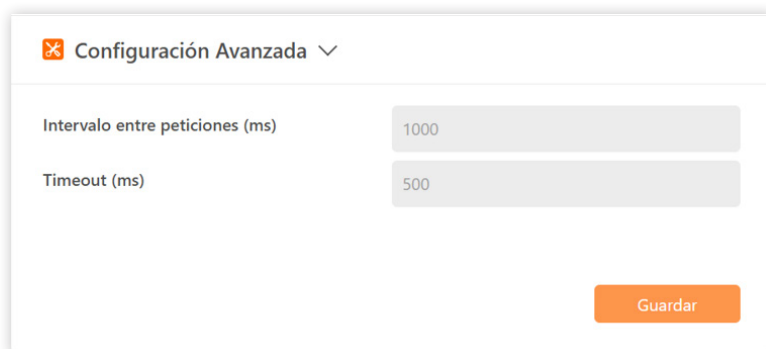 Configuración Avanzada
Intervalo entre peticiones (ms)
1000
Timeout (ms)
500
Guardar